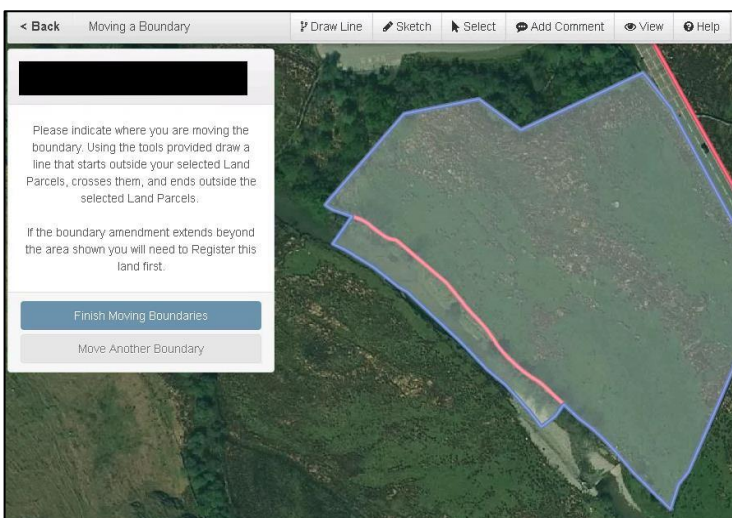 < Back
Moving a Boundary
Draw Line
Sketch
Select
Add Comment
View
Help
Please indicate where you are moving the
boundary. Using the tools provided draw a
line that starts outside your selected Land
Parcels, crosses them, and ends outside the
selected Land Parcels.
If the boundary amendment extends beyond
the area shown you will need to Register this
land first.
Finish Moving Boundaries
Move Another Boundary